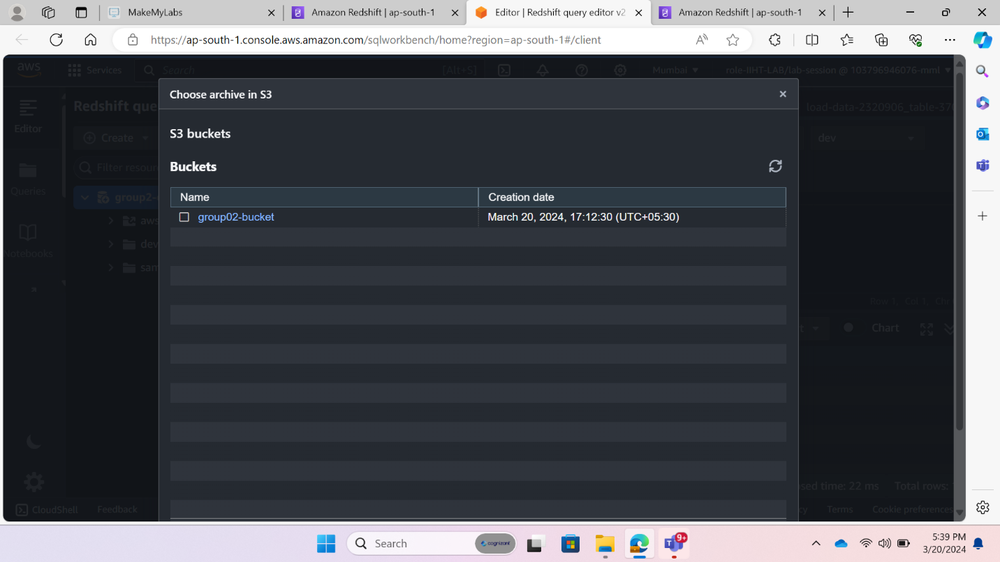 MakeMyLabs
Amazon Redshift | ap-south-1
Editor | Redshift query editor v2
Amazon Redshift | ap-south-1
https://ap-south-1.console.aws.amazon.com/sqlworkbench/home?region=ap-south-1#/client
aws
Services
Search
[Alt+S]
Mumbai
role-IIHT-LAB/lab-session @ 103796946076-mml
Choose archive in S3
Redshift que
load-data-2320906_table-37
Editor
S3 buckets
Create
dev
Filter resour
Buckets
Queries
group2-
Name
Creation date
group02-bucket
March 20, 2024, 17:12:30 (UTC+05:30)
aws
dev
Notebooks
sam
Row 1, Col 1, Ch
t
Chart
sed time: 22 ms
Total rows:
CloudShell
Feedback
cy
Terms
Cookie preferences
Search
cognizant
9+
5:39 PM
3/20/2024